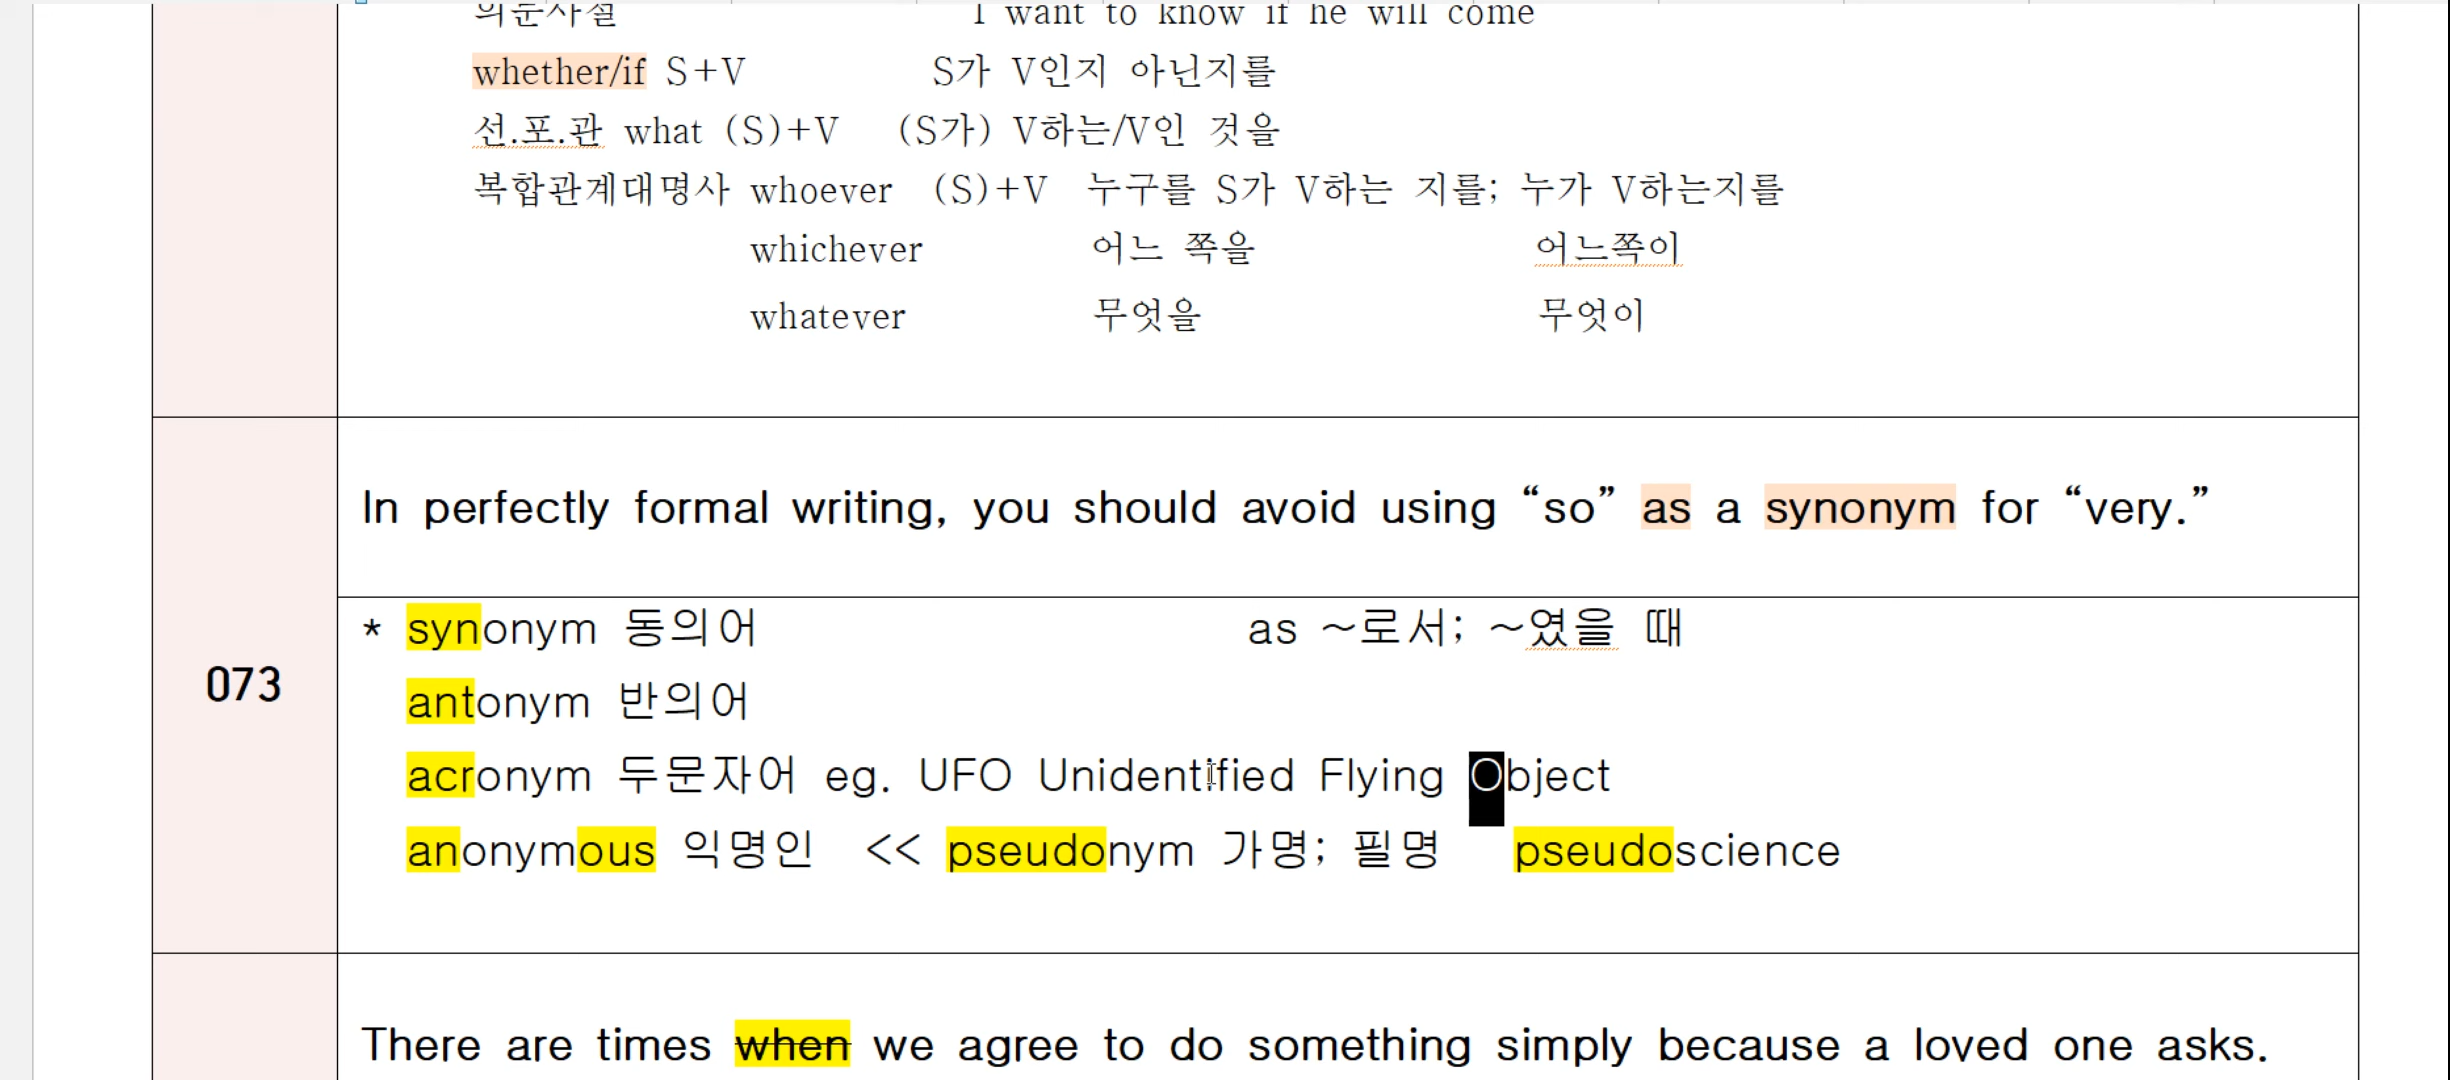 의문사절 I want to know if he will come
whether/if S+V S가 V인지 아닌지를
선.포.관 what (S)+V (S가) V하는/V인 것을
복합관계대명사 whoever (S)+V 누구를 S가 V하는 지를; 누가 V하는지를
whichever 어느 쪽을 어느쪽이
whatever 무엇을 무엇이
073
In perfectly formal writing, you should avoid using “so” as a synonym for “very.”
* synonym 동의어 as ~로서; ~였을 때
antonym 반의어
acronym 두문자어 eg. UFO Unidentified Flying Object
anonymous 익명인 << pseudonym 가명; 필명 pseudoscience
There are times when we agree to do something simply because a loved one asks.